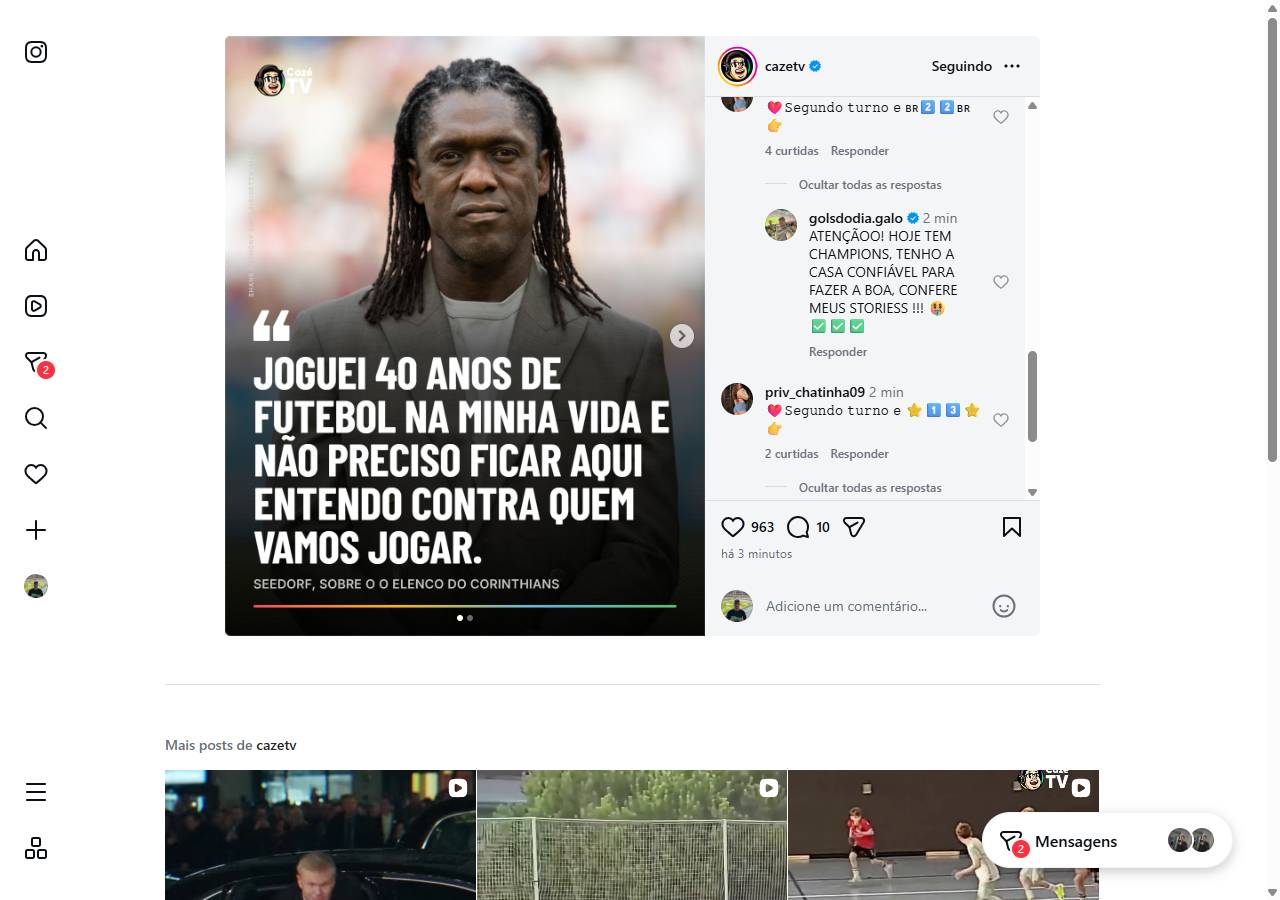 Cazé
TV
“
JOGUEI 40 ANOS DE
FUTEBOL NA MINHA VIDA E
NÃO PRECISO FICAR AQUI
ENTENDO CONTRA QUEM
VAMOS JOGAR.
SEEDORF, SOBRE O O ELENCO DO CORINTHIANS
cazetv
Seguindo
❤️Segundo turno e ʙʀ2️⃣ 2️⃣ʙʀ
👉
4 curtidas Responder
Ocultar todas as respostas
golsdodia.galo 2 min
ATENÇÃOO! HOJE TEM
CHAMPIONS, TENHO A
CASA CONFIÁVEL PARA
FAZER A BOA, CONFERE
MEUS STORIESS !!! 🤑
✅ ✅ ✅
Responder
priv_chatinha09 2 min
❤️Segundo turno e ⭐ 1️⃣ 3️⃣ ⭐
👉
2 curtidas Responder
Ocultar todas as respostas
963 10
há 3 minutos
Adicione um comentário...
2
Mais posts de cazetv
Cazé
TV
2 Mensagens